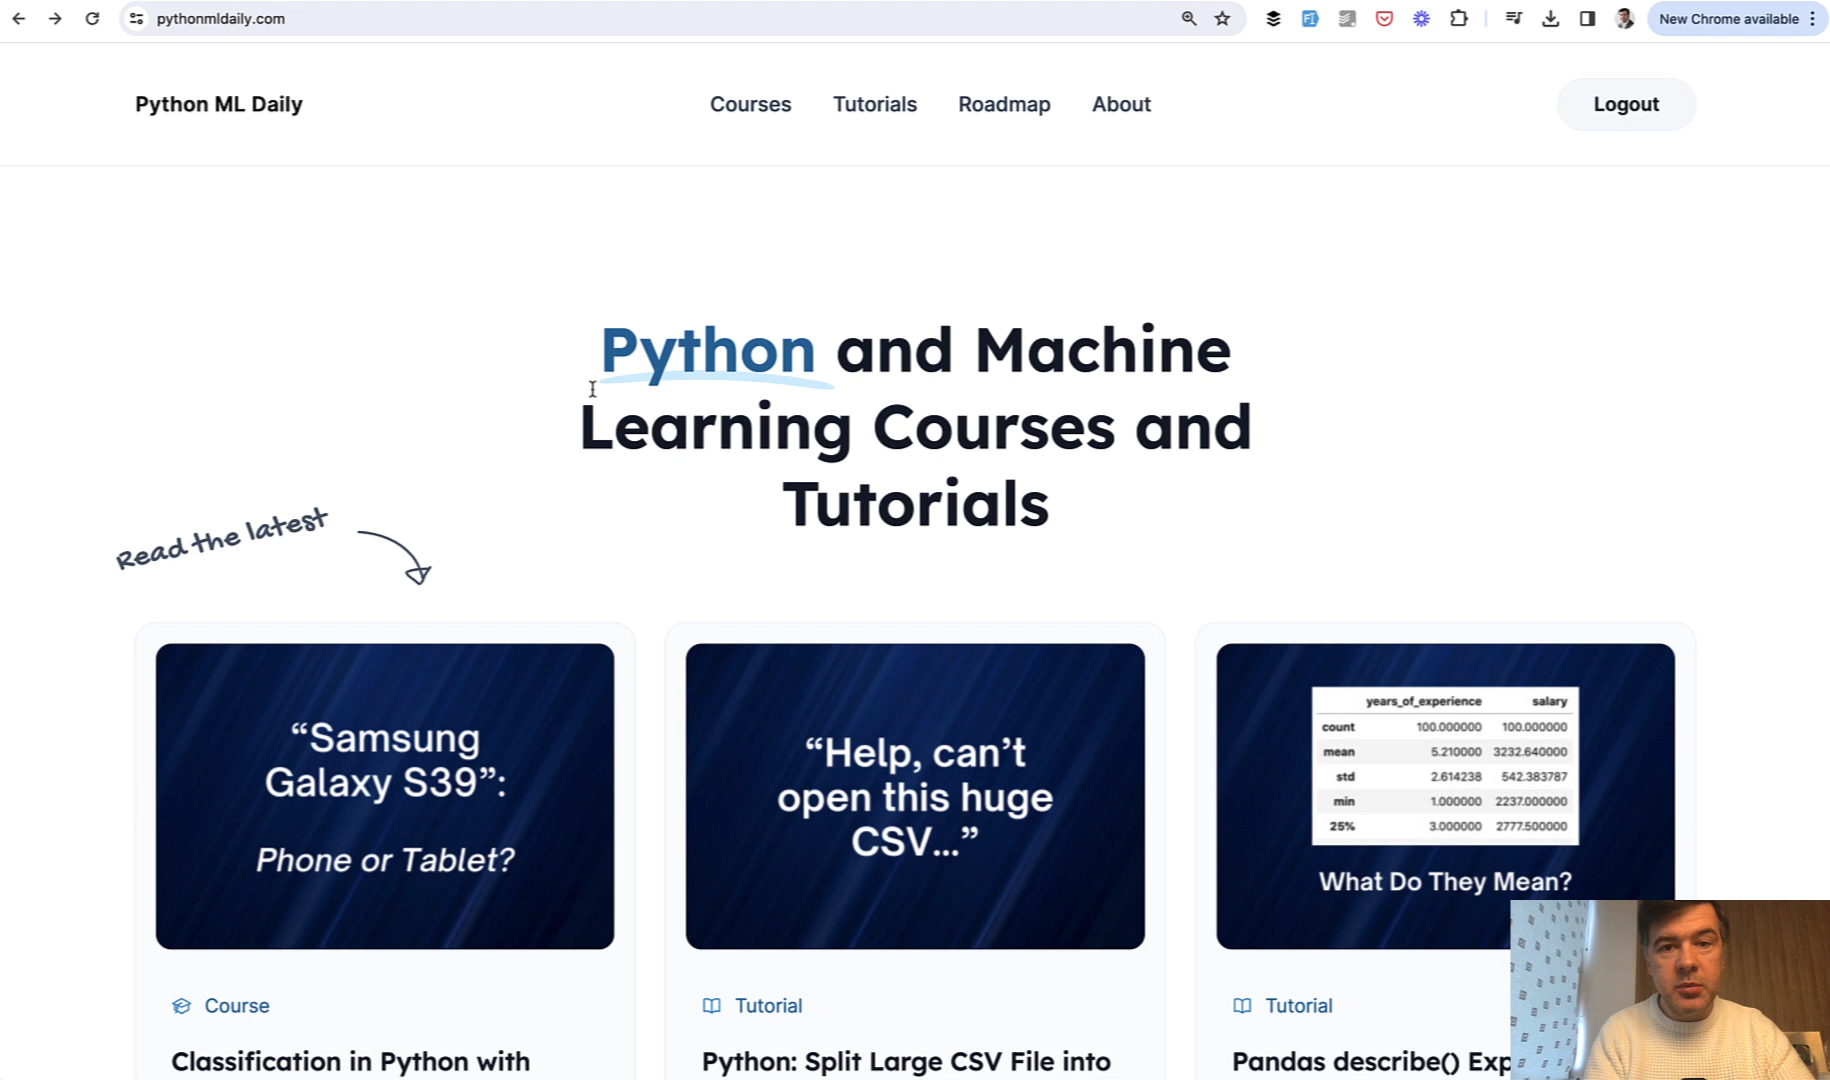 pythonmldaily.com
New Chrome available
Python ML Daily
Courses
Tutorials
Roadmap
About
Logout
Python and Machine
Learning Courses and
Tutorials
Read the latest
“Samsung
Galaxy S39”:
Phone or Tablet?
“Help, can’t
open this huge
CSV...”
years_of_experience salary
count 100.000000 100.000000
mean 5.210000 3232.640000
std 2.614238 542.383787
min 1.000000 2237.000000
25% 3.000000 2777.500000
What Do They Mean?
Course
Tutorial
Tutorial
Classification in Python with
Python: Split Large CSV File into
Pandas describe() Exp